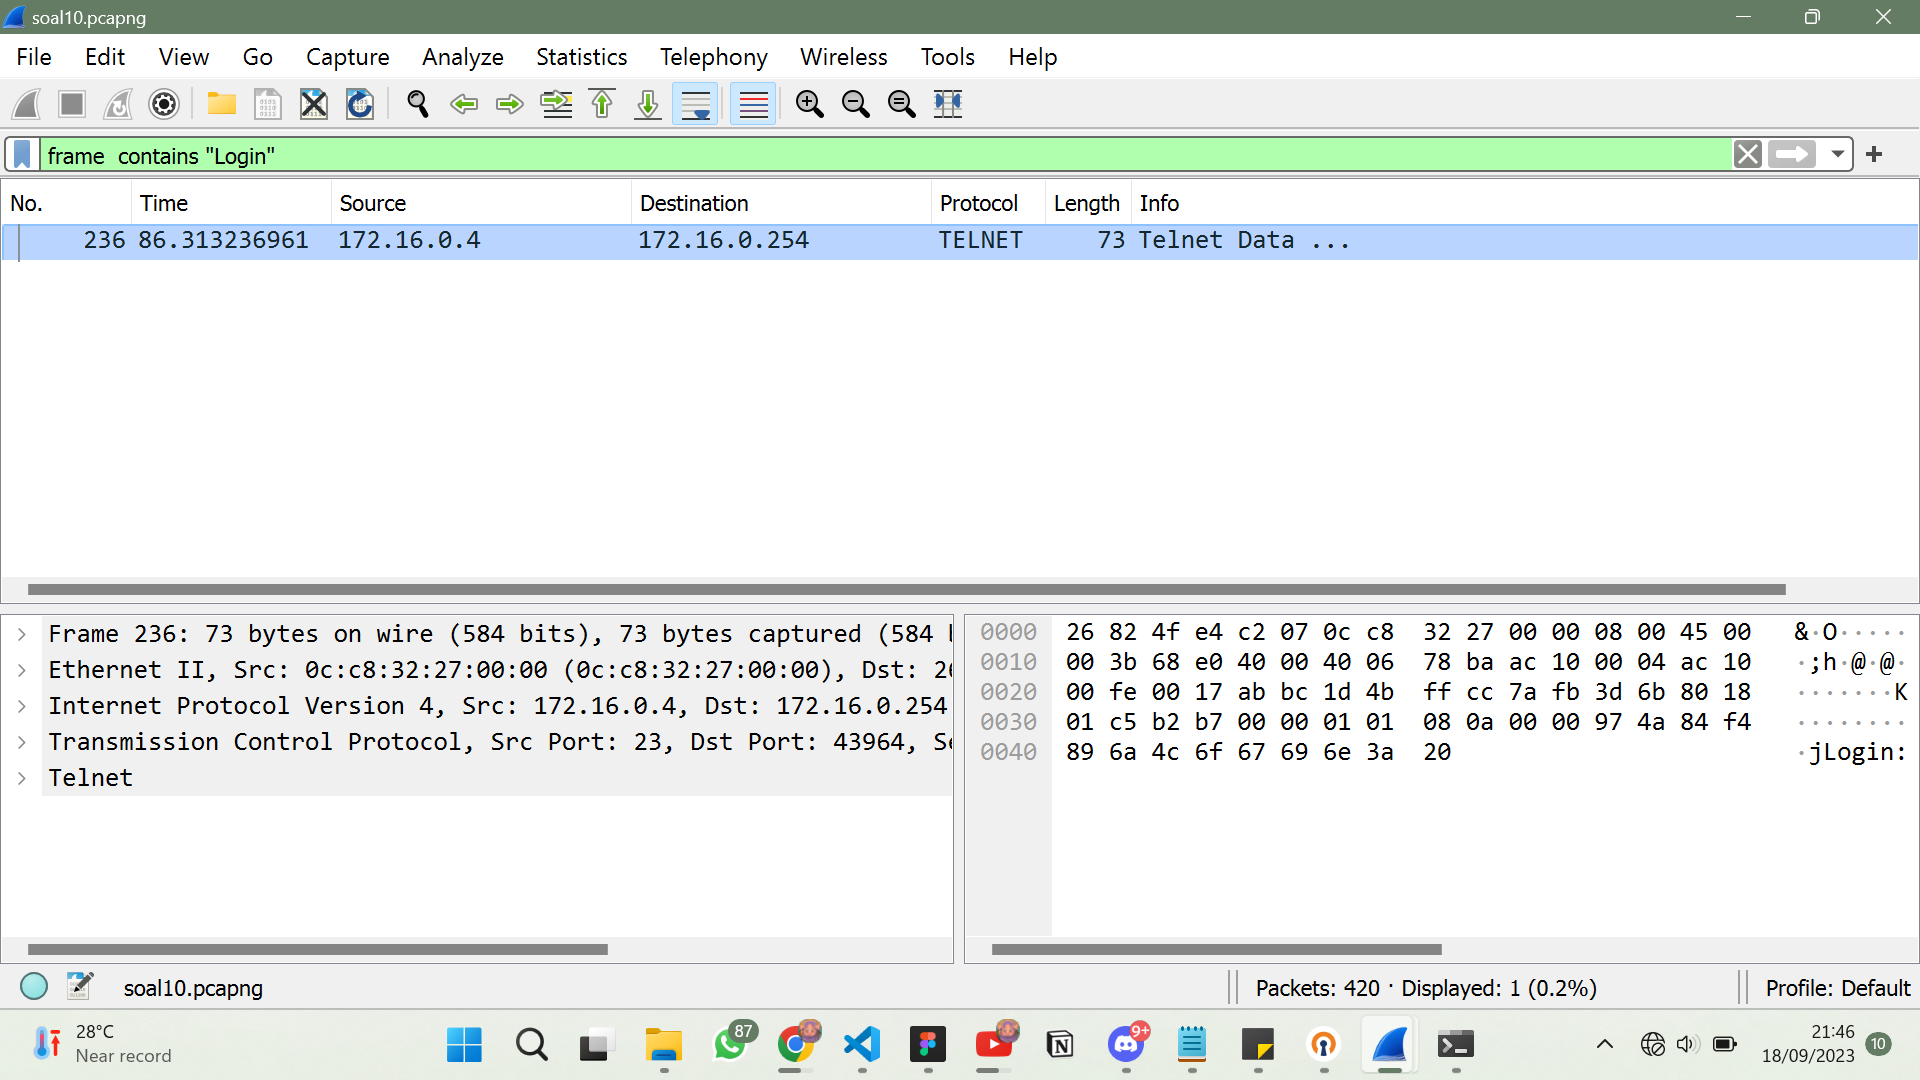 soal10.pcapng
File Edit View Go Capture Analyze Statistics Telephony Wireless Tools Help
frame  contains "Login"
No. Time Source Destination Protocol Length Info
236 86.313236961 172.16.0.4 172.16.0.254 TELNET 73 Telnet Data ...
Frame 236: 73 bytes on wire (584 bits), 73 bytes captured (584
Ethernet II, Src: 0c:c8:32:27:00:00 (0c:c8:32:27:00:00), Dst: 2
Internet Protocol Version 4, Src: 172.16.0.4, Dst: 172.16.0.254
Transmission Control Protocol, Src Port: 23, Dst Port: 43964, S
Telnet
0000 26 82 4f e4 c2 07 0c c8 32 27 00 00 08 00 45 00 &·O·····
0010 00 3b 68 e0 40 00 40 06 78 ba ac 10 00 04 ac 10 ·;h·@·@·
0020 00 fe 00 17 ab bc 1d 4b ff cc 7a fb 3d 6b 80 18 ·······K
0030 01 c5 b2 b7 00 00 01 01 08 0a 00 00 97 4a 84 f4 ········
0040 89 6a 4c 6f 67 69 6e 3a 20 ·jLogin:
soal10.pcapng
Packets: 420 · Displayed: 1 (0.2%)
Profile: Default
28°C
Near record
87
9+
21:46
18/09/2023
10